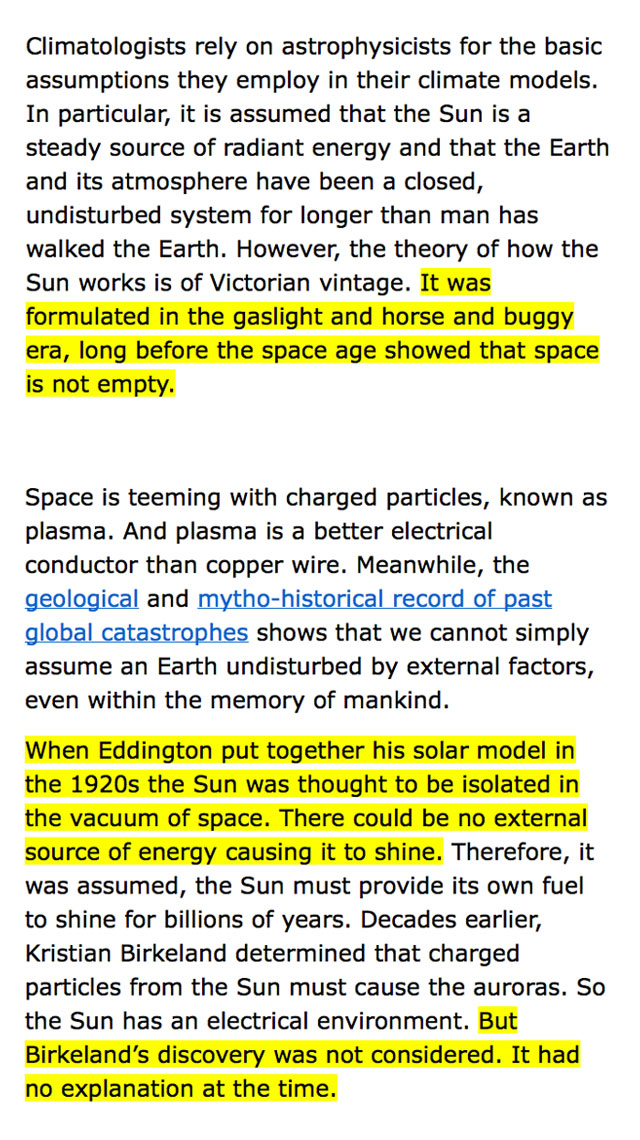 Climatologists rely on astrophysicists for the basic
assumptions they employ in their climate models.
In particular, it is assumed that the Sun is a
steady source of radiant energy and that the Earth
and its atmosphere have been a closed,
undisturbed system for longer than man has
walked the Earth. However, the theory of how the
Sun works is of Victorian vintage. It was
formulated in the gaslight and horse and buggy
era, long before the space age showed that space
is not empty.
Space is teeming with charged particles, known as
plasma. And plasma is a better electrical
conductor than copper wire. Meanwhile, the
geological and mytho-historical record of past
global catastrophes shows that we cannot simply
assume an Earth undisturbed by external factors,
even within the memory of mankind.
When Eddington put together his solar model in
the 1920s the Sun was thought to be isolated in
the vacuum of space. There could be no external
source of energy causing it to shine. Therefore, it
was assumed, the Sun must provide its own fuel
to shine for billions of years. Decades earlier,
Kristian Birkeland determined that charged
particles from the Sun must cause the auroras. So
the Sun has an electrical environment. But
Birkeland’s discovery was not considered. It had
no explanation at the time.